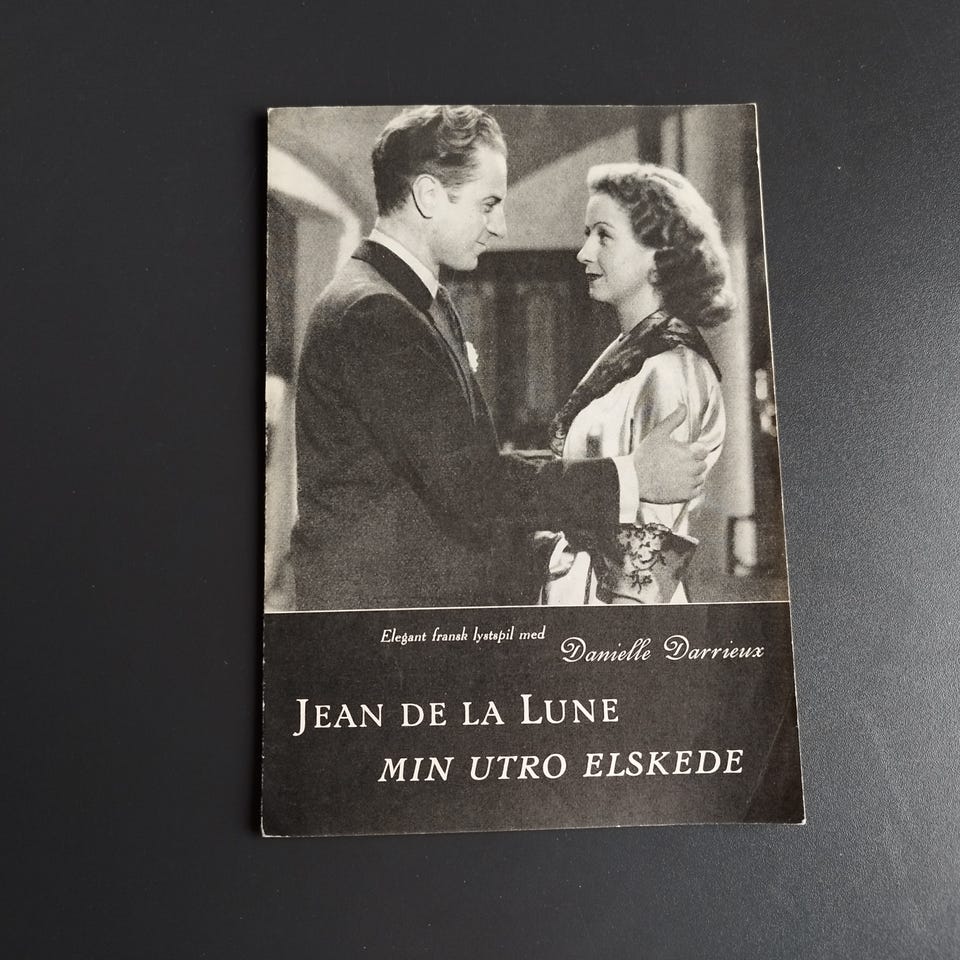 Elegant fransk lystspil med
Danielle Darrieux
JEAN DE LA LUNE
MIN UTRO ELSKEDE